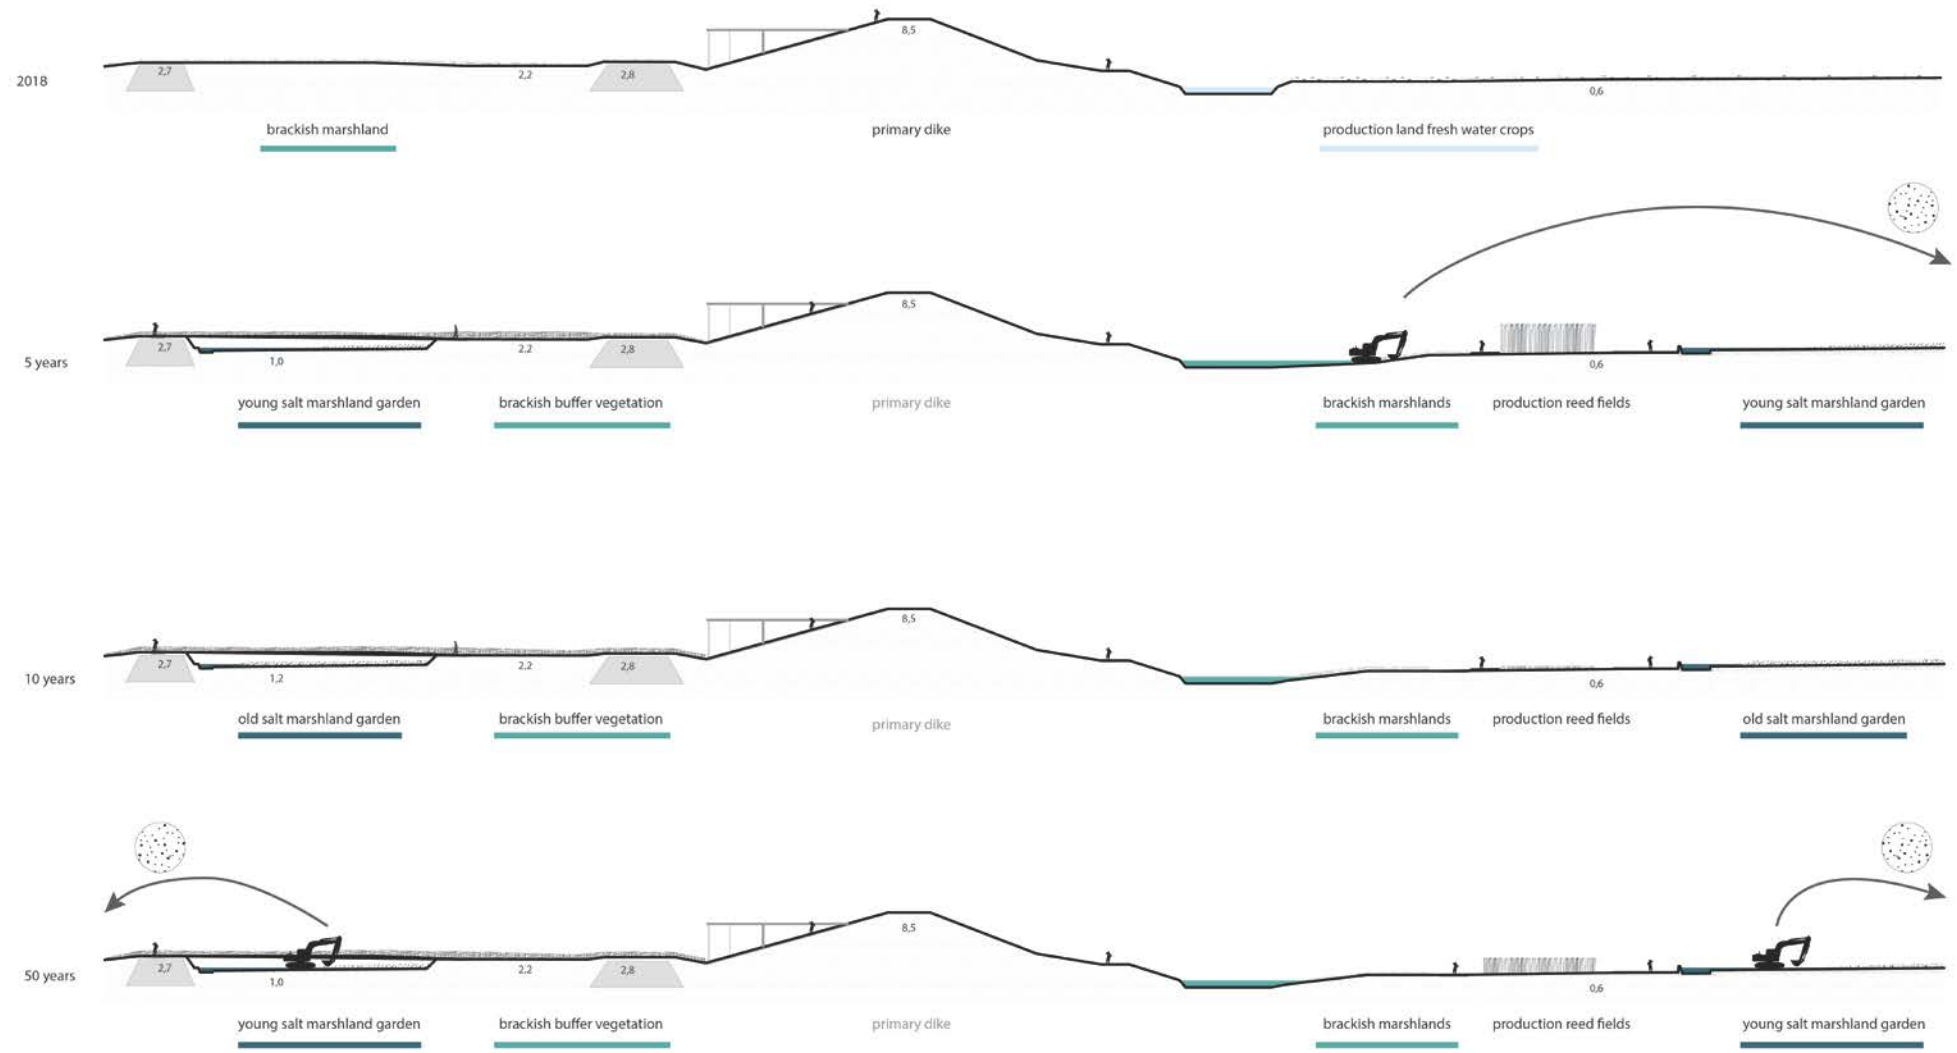 8,5
2018
2,7
2,2
2,8
0,6
brackish marshland
primary dike
production land fresh water crops
8,5
5 years
2,7
1,0
2,2
2,8
0,6
young salt marshland garden
brackish buffer vegetation
primary dike
brackish marshlands
production reed fields
young salt marshland garden
8,5
10 years
2,7
1,2
2,2
2,8
0,6
old salt marshland garden
brackish buffer vegetation
primary dike
brackish marshlands
production reed fields
old salt marshland garden
8,5
50 years
2,7
1,0
2,2
2,8
0,6
young salt marshland garden
brackish buffer vegetation
primary dike
brackish marshlands
production reed fields
young salt marshland garden